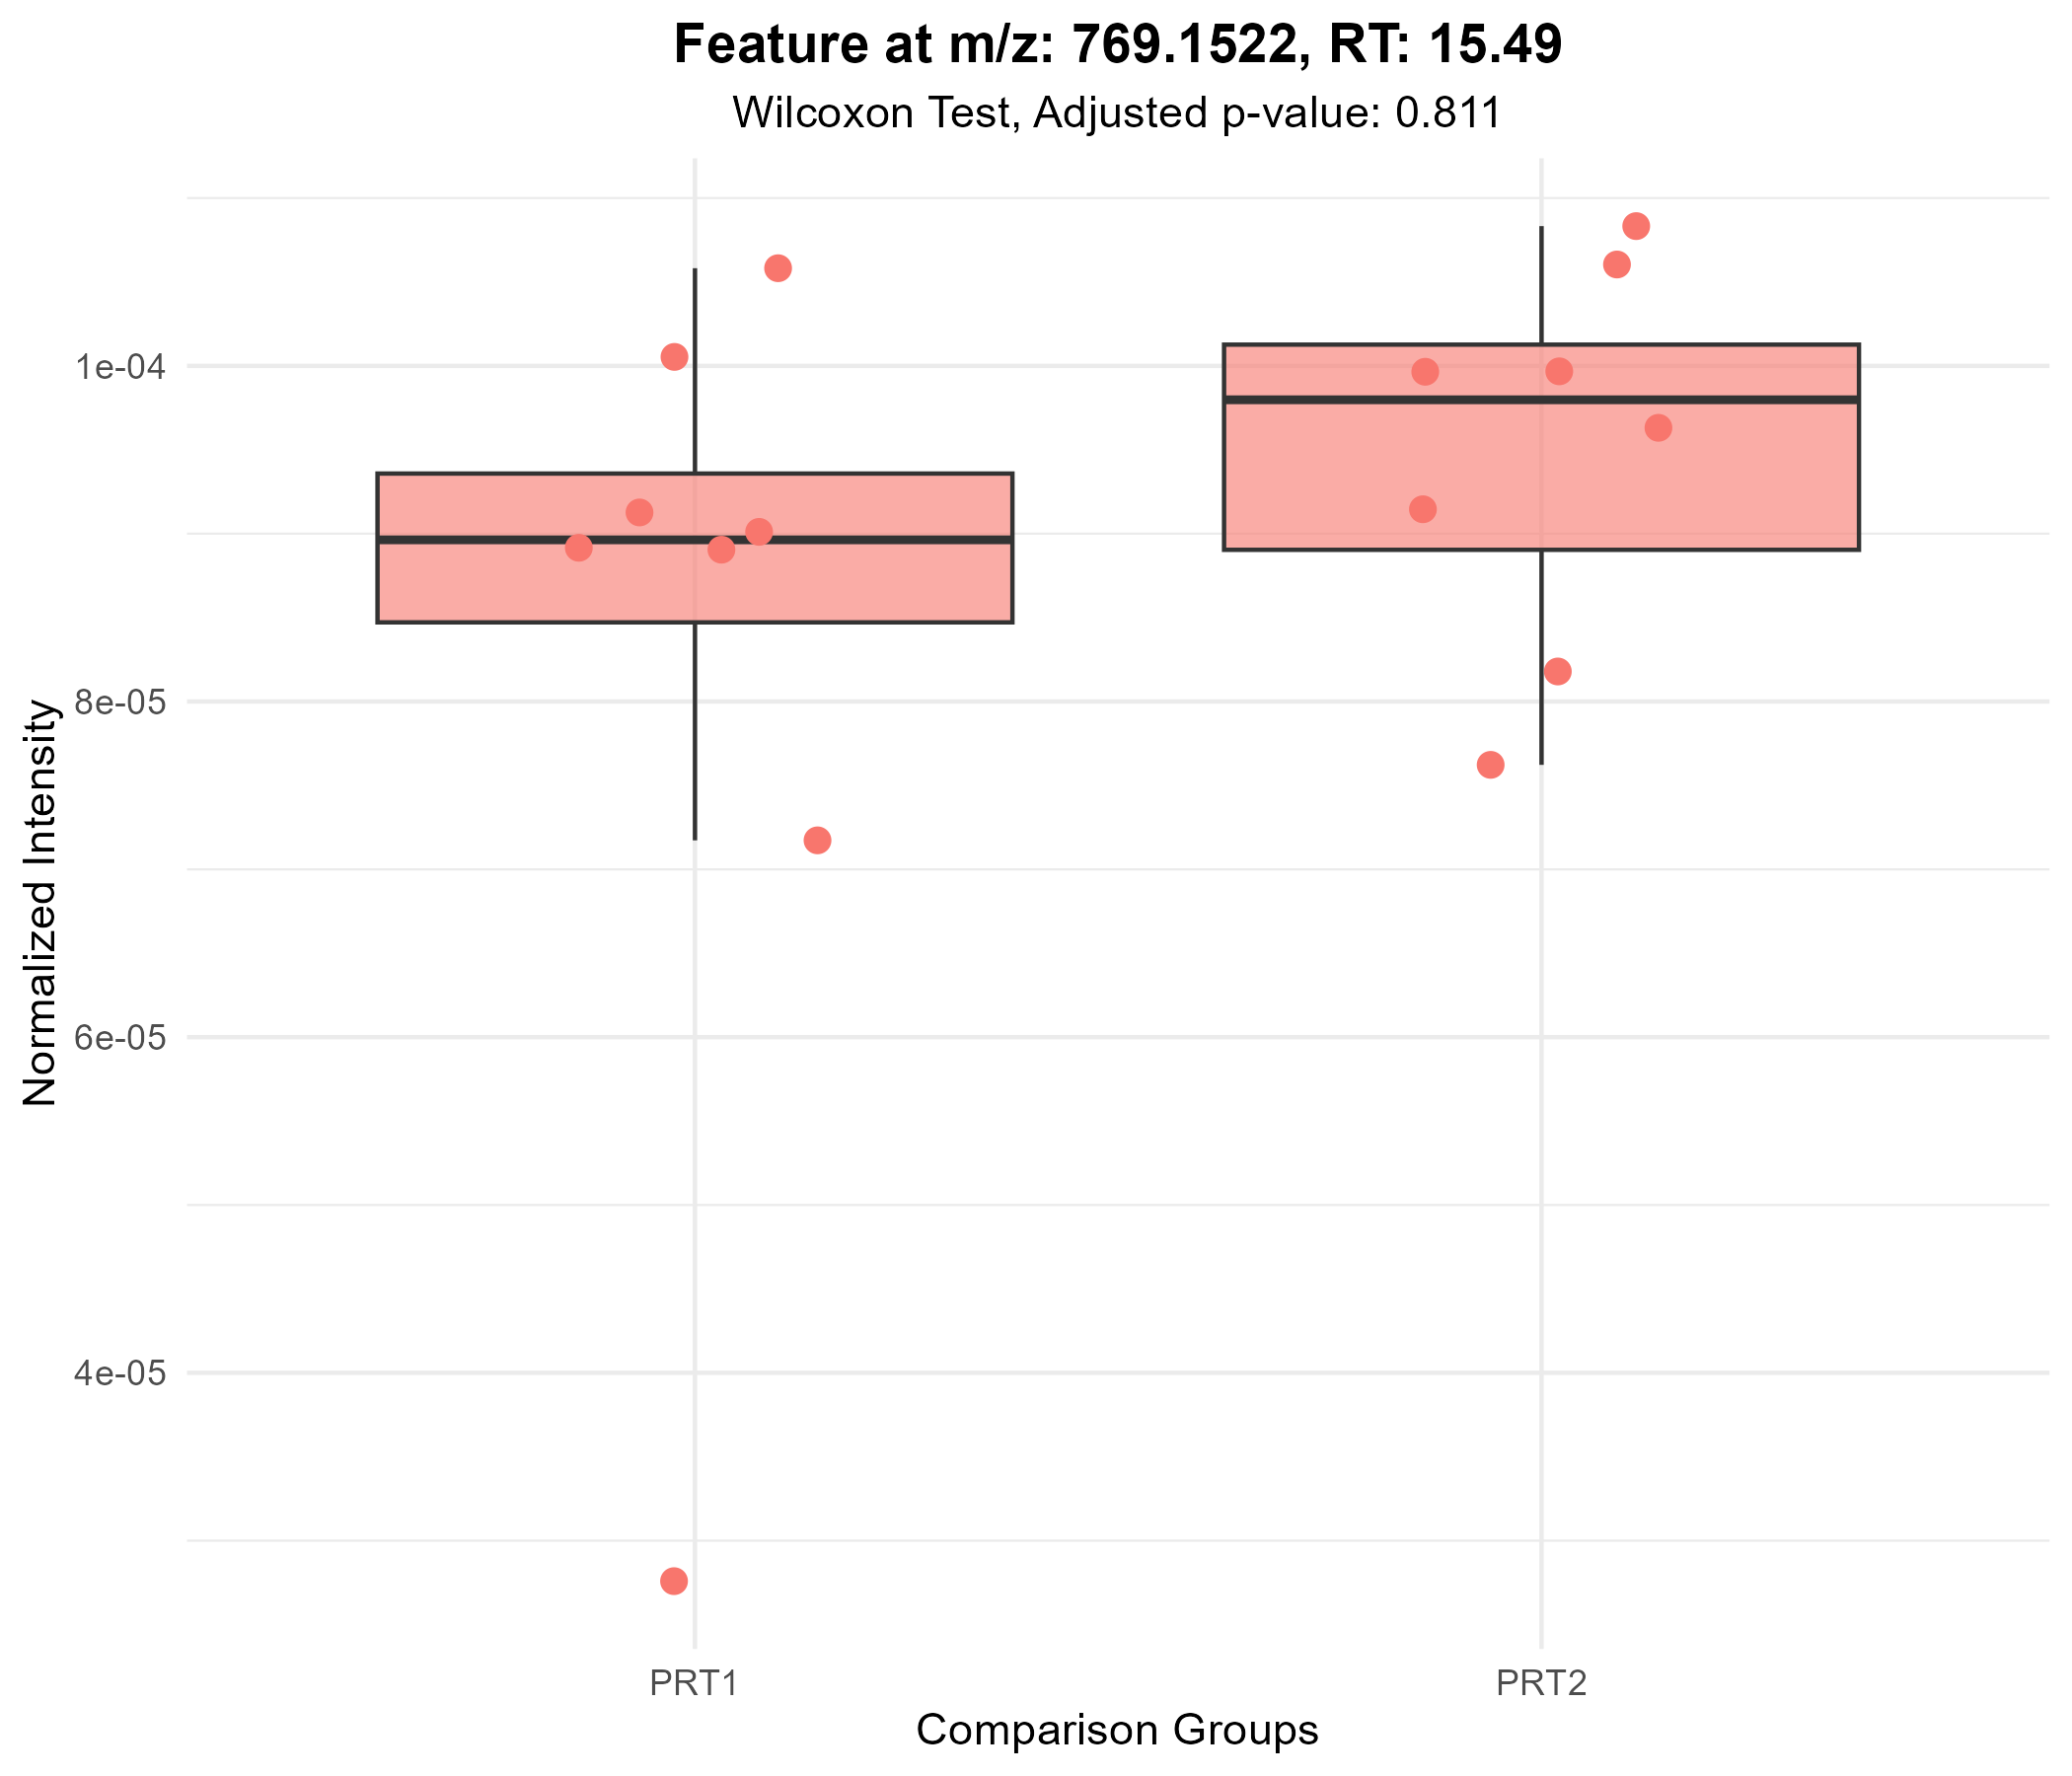 Feature at m/z: 769.1522, RT: 15.49
Wilcoxon Test, Adjusted p-value: 0.811
Normalized Intensity
1e-04
8e-05
6e-05
4e-05
PRT1
PRT2
Comparison Groups